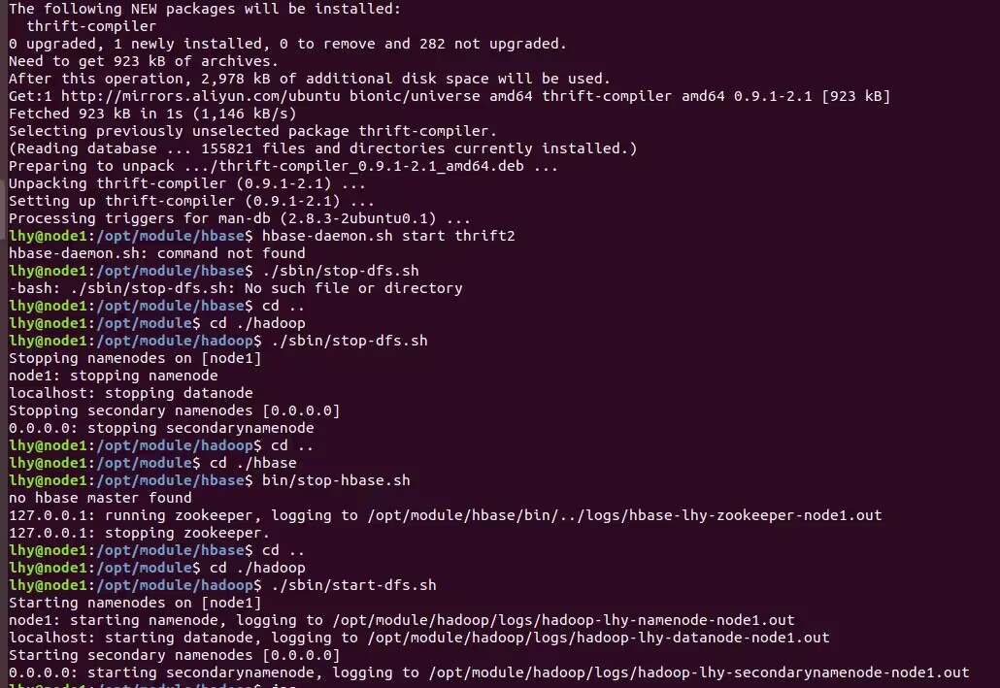 The following NEW packages will be installed:
  thrift-compiler
0 upgraded, 1 newly installed, 0 to remove and 282 not upgraded.
Need to get 923 kB of archives.
After this operation, 2,978 kB of additional disk space will be used.
Get:1 http://mirrors.aliyun.com/ubuntu bionic/universe amd64 thrift-compiler amd64 0.9.1-2.1 [923 kB]
Fetched 923 kB in 1s (1,146 kB/s)
Selecting previously unselected package thrift-compiler.
(Reading database ... 155821 files and directories currently installed.)
Preparing to unpack .../thrift-compiler_0.9.1-2.1_amd64.deb ...
Unpacking thrift-compiler (0.9.1-2.1) ...
Setting up thrift-compiler (0.9.1-2.1) ...
Processing triggers for man-db (2.8.3-2ubuntu0.1) ...
lhy@node1:/opt/module/hbase$ hbase-daemon.sh start thrift2
hbase-daemon.sh: command not found
lhy@node1:/opt/module/hbase$ ./sbin/stop-dfs.sh
-bash: ./sbin/stop-dfs.sh: No such file or directory
lhy@node1:/opt/module/hbase$ cd ..
lhy@node1:/opt/module$ cd ./hadoop
lhy@node1:/opt/module/hadoop$ ./sbin/stop-dfs.sh
Stopping namenodes on [node1]
node1: stopping namenode
localhost: stopping datanode
Stopping secondary namenodes [0.0.0.0]
0.0.0.0: stopping secondarynamenode
lhy@node1:/opt/module/hadoop$ cd ..
lhy@node1:/opt/module$ cd ./hbase
lhy@node1:/opt/module/hbase$ bin/stop-hbase.sh
no hbase master found
127.0.0.1: running zookeeper, logging to /opt/module/hbase/bin/../logs/hbase-lhy-zookeeper-node1.out
127.0.0.1: stopping zookeeper.
lhy@node1:/opt/module/hbase$ cd ..
lhy@node1:/opt/module$ cd ./hadoop
lhy@node1:/opt/module/hadoop$ ./sbin/start-dfs.sh
Starting namenodes on [node1]
node1: starting namenode, logging to /opt/module/hadoop/logs/hadoop-lhy-namenode-node1.out
localhost: starting datanode, logging to /opt/module/hadoop/logs/hadoop-lhy-datanode-node1.out
Starting secondary namenodes [0.0.0.0]
0.0.0.0: starting secondarynamenode, logging to /opt/module/hadoop/logs/hadoop-lhy-secondarynamenode-node1.out